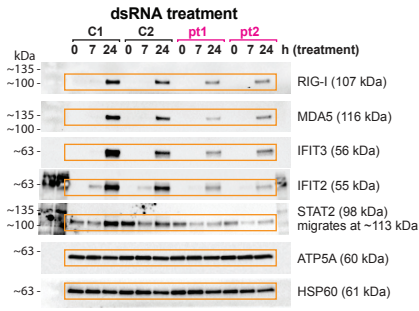 dsRNA treatment
C1 C2 pt1 pt2
kDa 0 7 24 0 7 24 0 7 24 0 7 24 h (treatment)
~135-
~100- RIG-I (107 kDa)
~135- MDA5 (116 kDa)
~100-
~63- IFIT3 (56 kDa)
~63- IFIT2 (55 kDa)
~135- STAT2 (98 kDa)
~100- migrates at ~113 kDa
~63- ATP5A (60 kDa)
~63- HSP60 (61 kDa)